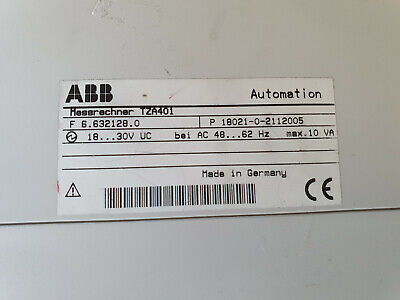 ABB Automation
Messrechner TZA401
F 6.632128.0 P 18021-0-2112005
18...30V UC bei AC 48...62 Hz max.10 VA
Made in Germany
CE